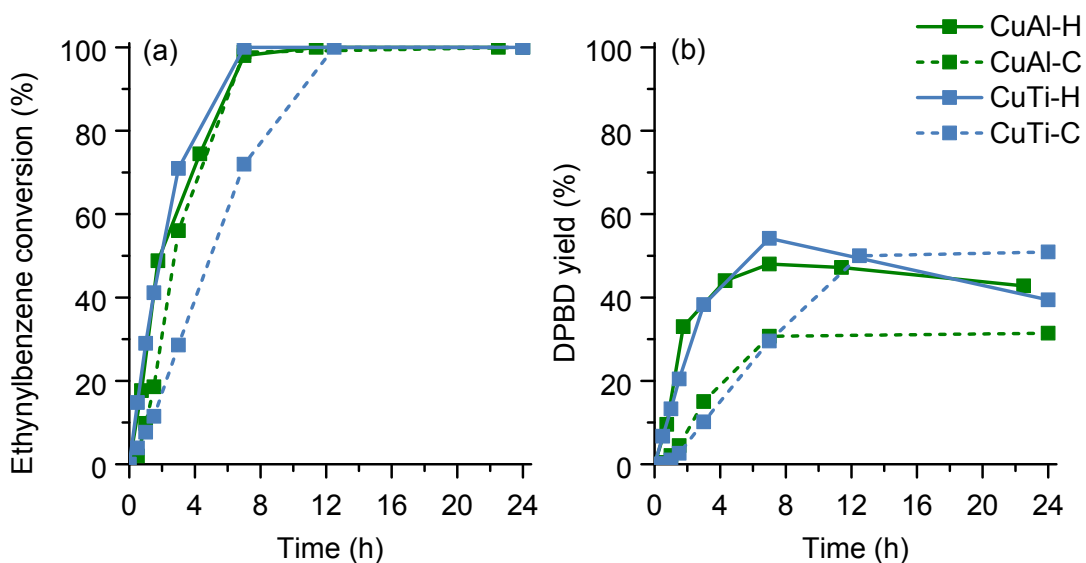 CuAl-H
CuAl-C
CuTi-H
CuTi-C
(a)
Ethynylbenzene conversion (%)
100
80
60
40
20
0
0 4 8 12 16 20 24
Time (h)
(b)
DPBD yield (%)
100
80
60
40
20
0
0 4 8 12 16 20 24
Time (h)